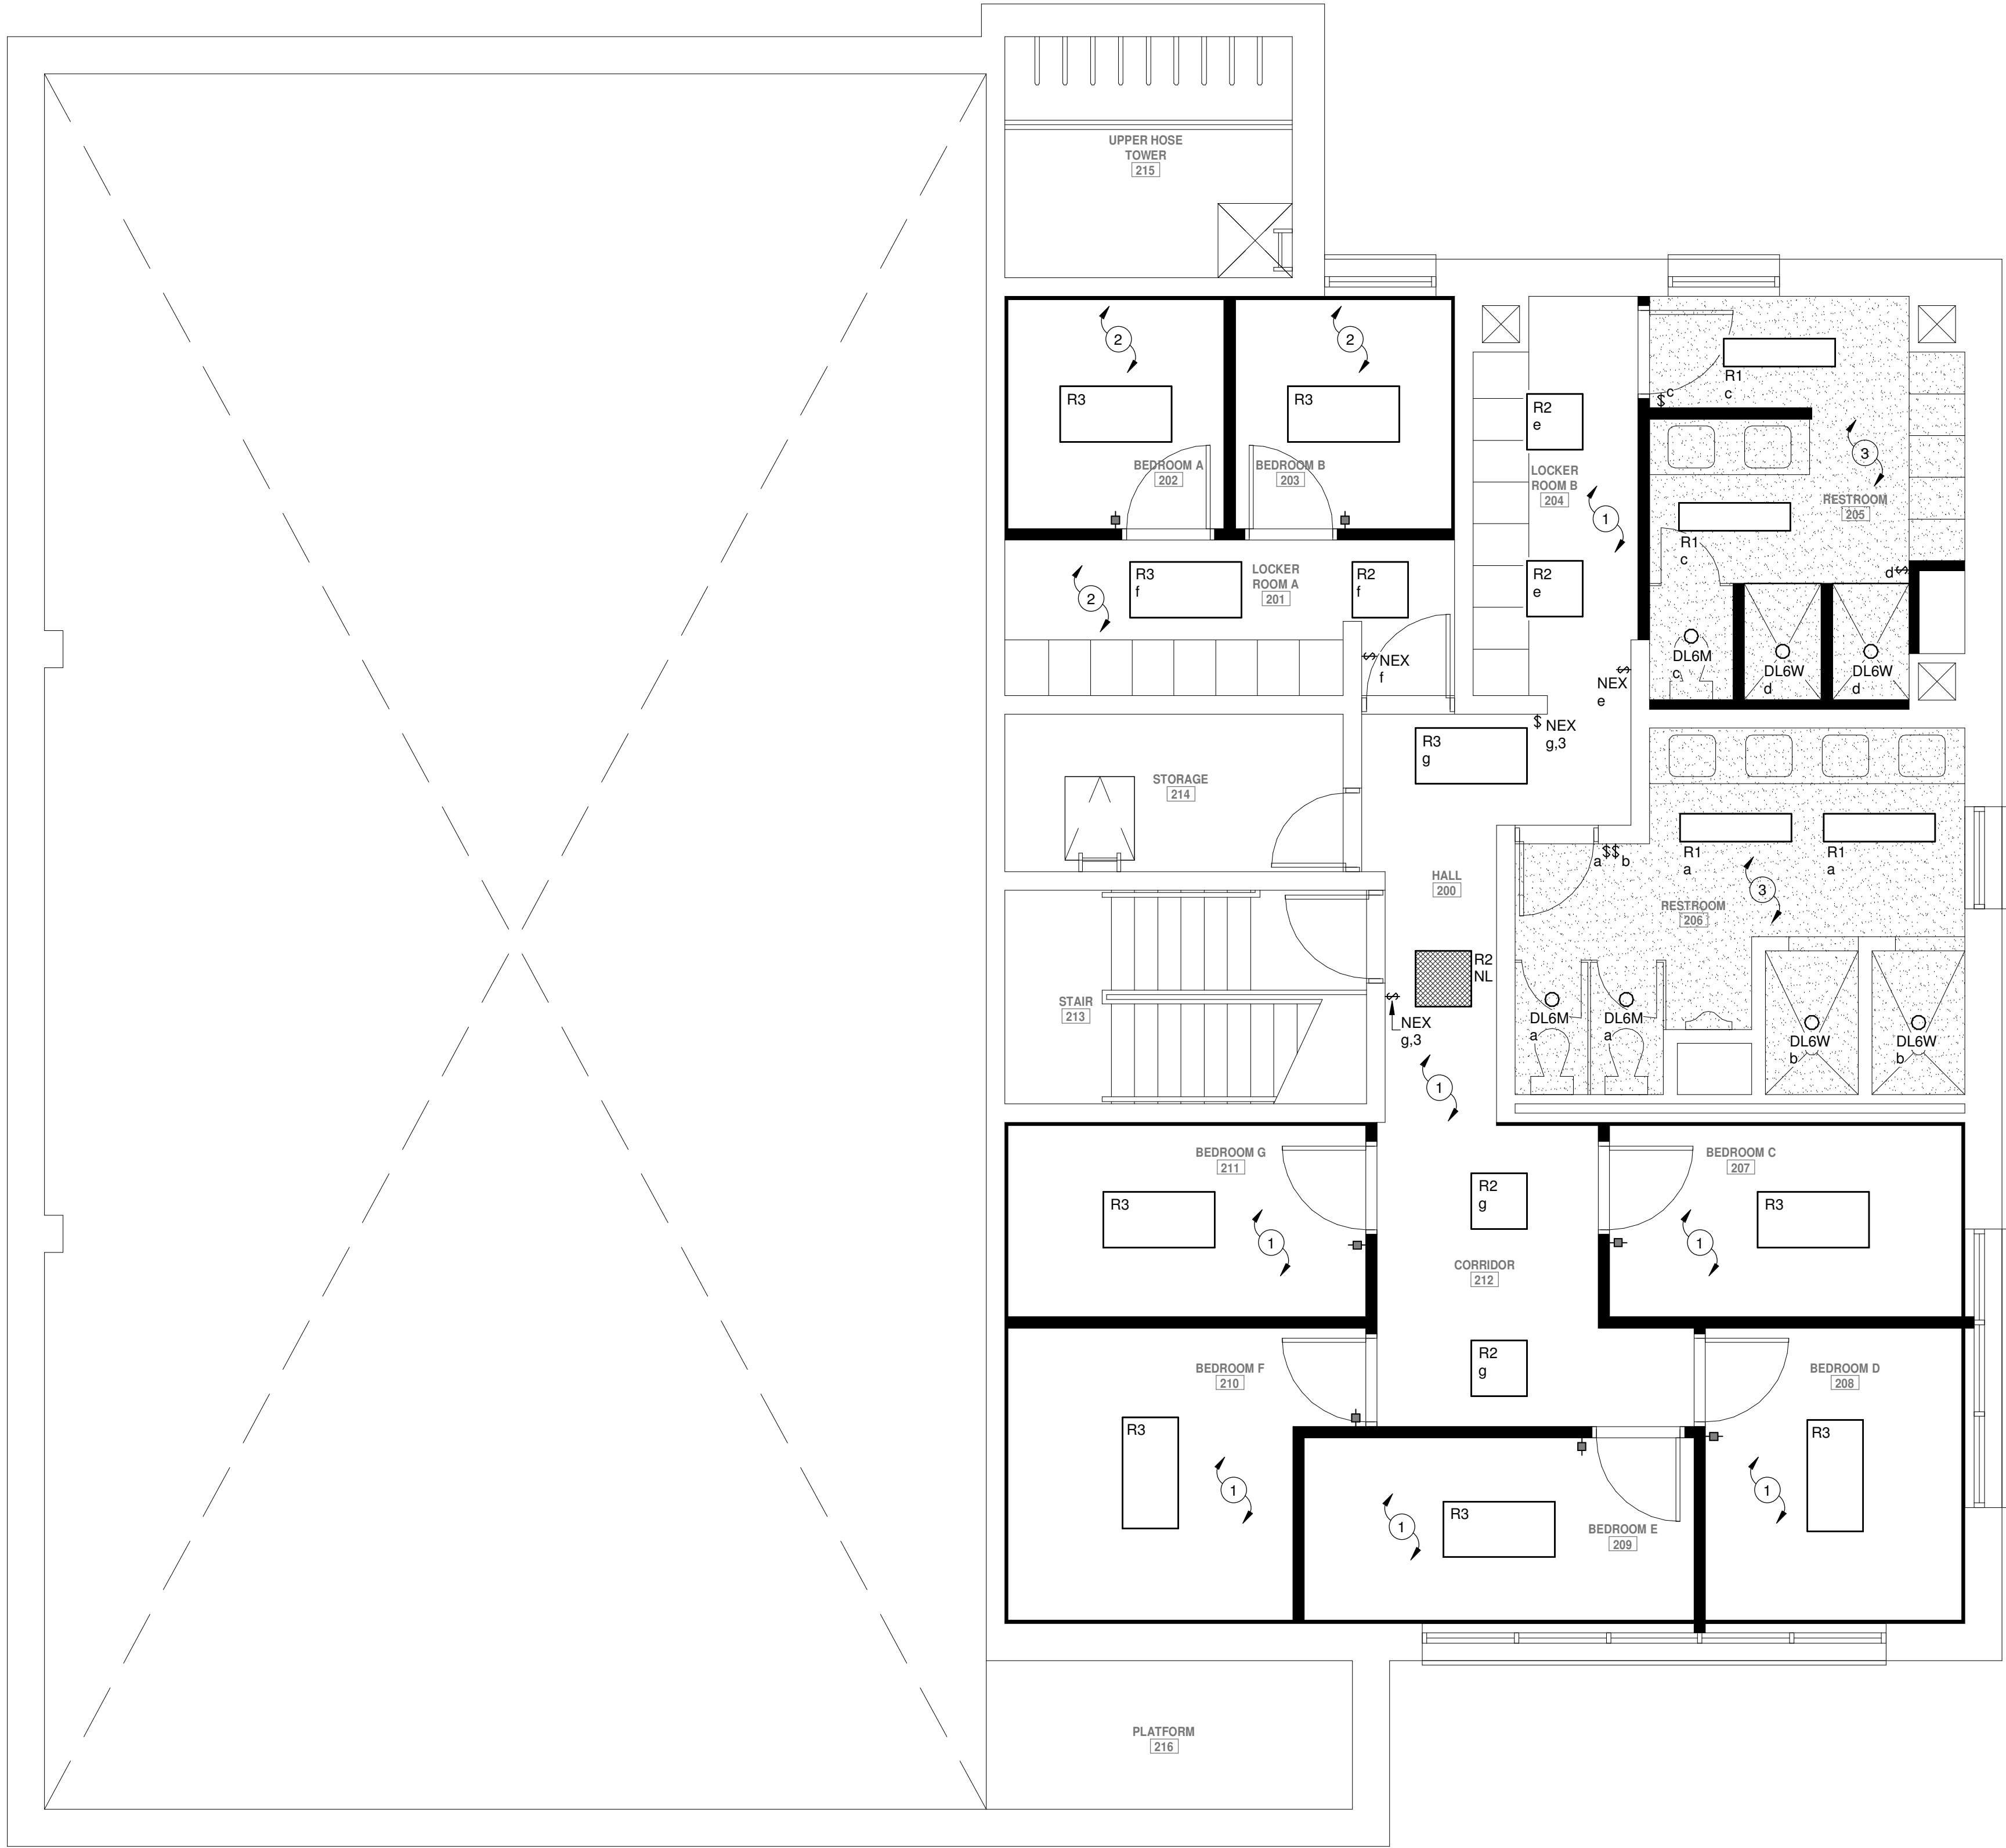 UPPER HOSE
TOWER
215
2
2
R3
R3
BEDROOM A
202
BEDROOM B
203
R2
e
LOCKER
ROOM B
204
1
R2
e
R1
c
$
c
3
RESTROOM
205
R1
c
d
$
DL6M
c
DL6W
d
DL6W
d
R3
f
LOCKER
ROOM A
201
R2
f
2
$
NEX
f
$
NEX
e
$
NEX
g,3
R3
g
STORAGE
214
R1
a
R1
a
a
$$
b
3
HALL
200
RESTROOM
206
R2
NL
STAIR
213
$
NEX
g,3
DL6M
a
DL6M
a
DL6W
b
DL6W
b
1
BEDROOM G
211
R3
1
R2
g
BEDROOM C
207
R3
1
CORRIDOR
212
R2
g
BEDROOM F
210
R3
1
BEDROOM D
208
R3
1
R3
1
BEDROOM E
209
PLATFORM
216